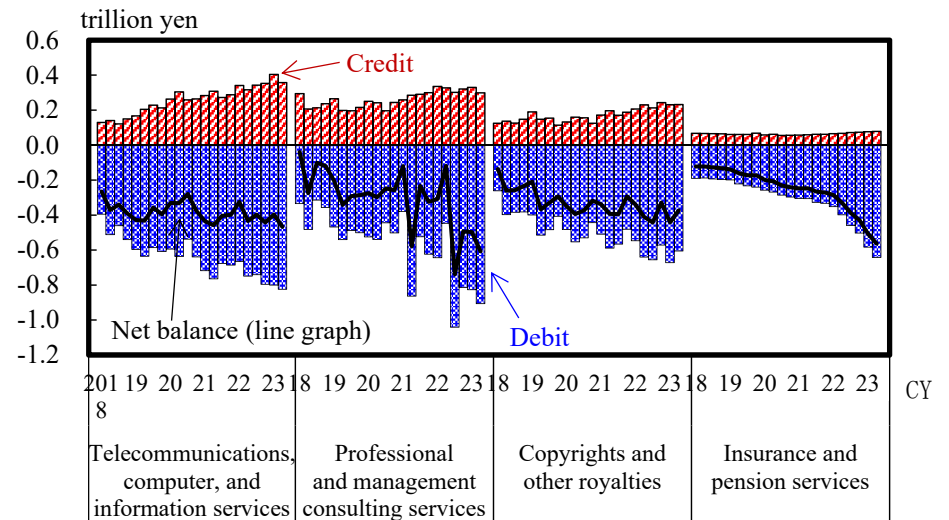 trillion yen
0.6
0.4
0.2
0.0
-0.2
-0.4
-0.6
-0.8
-1.0
-1.2
Credit
Net balance (line graph)
Debit
201 19 20 21 22 23 18 19 20 21 22 23 18 19 20 21 22 23 18 19 20 21 22 23 CY
8
Telecommunications,
computer, and
information services
Professional
and management
consulting services
Copyrights and
other royalties
Insurance and
pension services